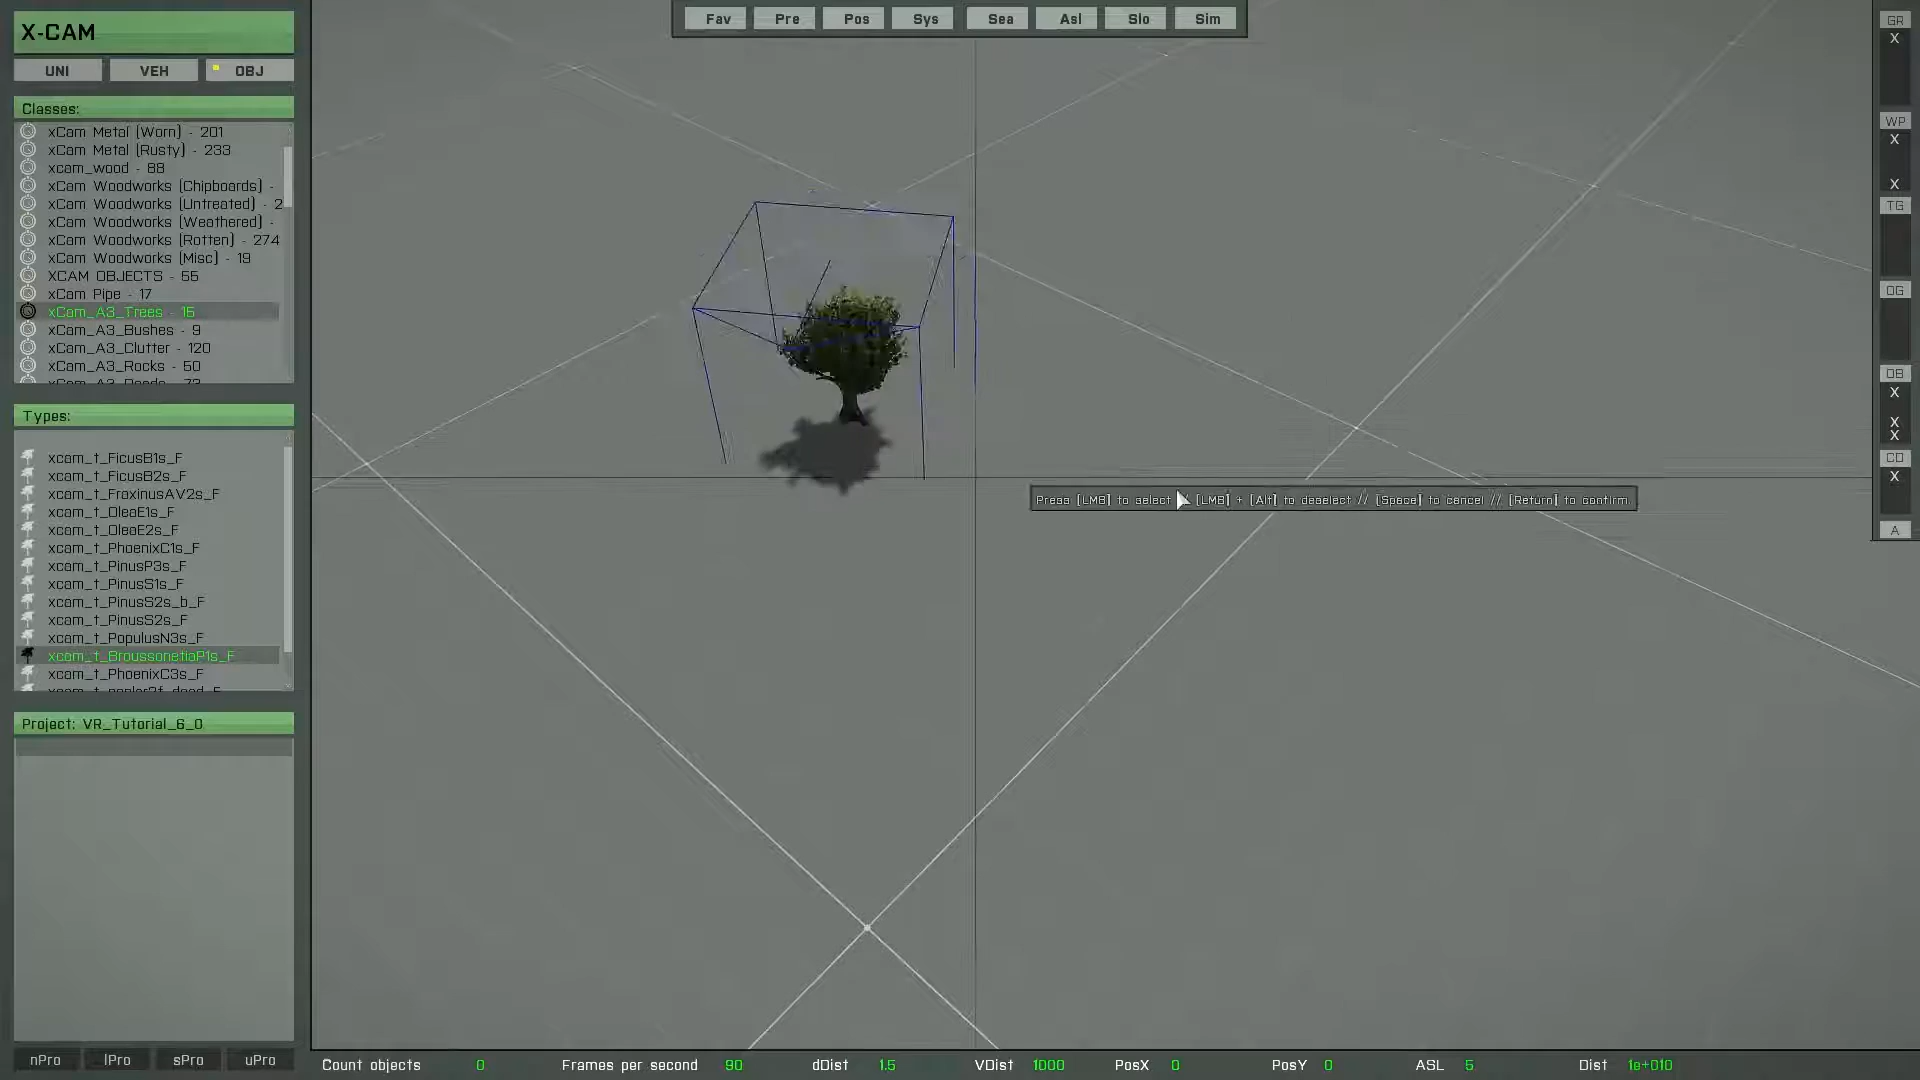 X-CAM
UNI VEH OBJ
Classes:
xCam Metal (Worn) - 201
xCam Metal (Rusty) - 233
xcam_wood - 88
xCam Woodworks (Chipboards) -
xCam Woodworks (Untreated) - 2
xCam Woodworks (Weathered) -
xCam Woodworks (Rotten) - 274
xCam Woodworks (Misc) - 19
XCAM OBJECTS - 55
xCam Pipe - 17
xCam_A3_Trees - 15
xCam_A3_Bushes - 9
xCam_A3_Clutter - 120
xCam_A3_Rocks - 50
Types:
xcam_t_FicusB1s_F
xcam_t_FicusB2s_F
xcam_t_FraxinusAV2s_F
xcam_t_OleaE1s_F
xcam_t_OleaE2s_F
xcam_t_PhoenixC1s_F
xcam_t_PinusP3s_F
xcam_t_PinusS1s_F
xcam_t_PinusS2s_b_F
xcam_t_PinusS2s_F
xcam_t_PopulusN3s_F
xcam_t_BroussonetiaP1s_F
xcam_t_PhoenixC3s_F
Project: VR_Tutorial_6_0
nPro lPro sPro uPro
Fav Pre Pos Sys Sea Asl Slo Sim
Press [LMB] to select // [LMB] + [Alt] to deselect // [Space] to cancel // [Return] to confirm.
GR
X
WP
X
X
TG
OG
OB
X
X
X
CO
X
A
Count objects 0 Frames per second 90 dDist 1.5 VDist 1000 PosX 0 PosY 0 ASL 5 Dist 1e+010